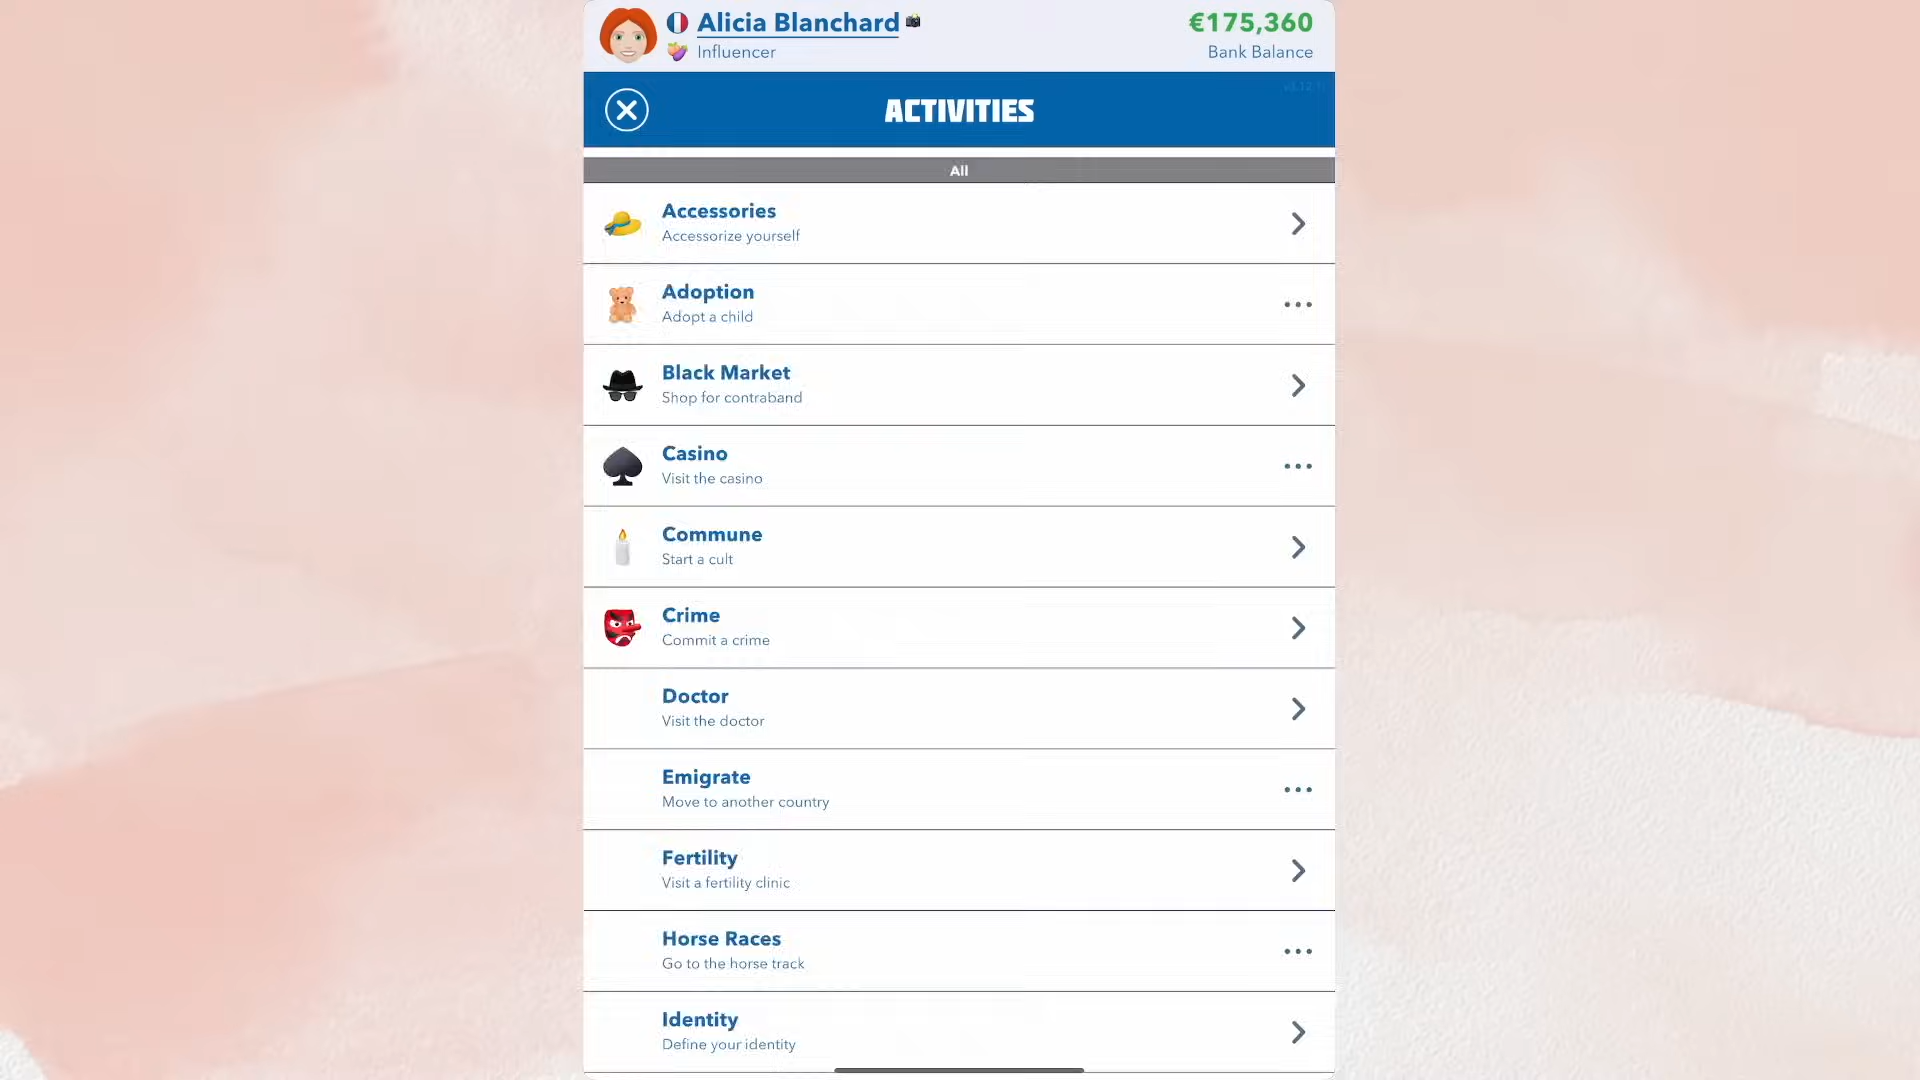 Alicia Blanchard
€175,360
Influencer
Bank Balance
ACTIVITIES
All
Accessories
Accessorize yourself
Adoption
Adopt a child
Black Market
Shop for contraband
Casino
Visit the casino
Commune
Start a cult
Crime
Commit a crime
Doctor
Visit the doctor
Emigrate
Move to another country
Fertility
Visit a fertility clinic
Horse Races
Go to the horse track
Identity
Define your identity